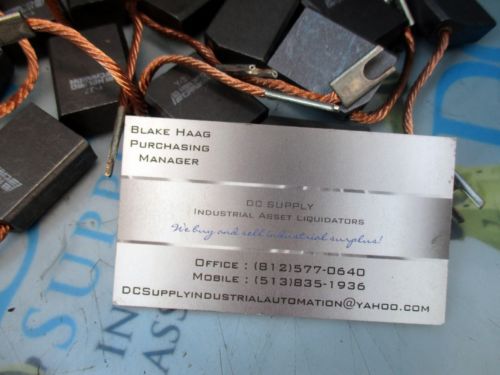 Blake Haag
Purchasing
Manager
DC Supply
Industrial Asset Liquidators
We buy and sell industrial surplus!
Office : (812)577-0640
Mobile : (513)835-1936
DCSupplyindustrialautomation@yahoo.com